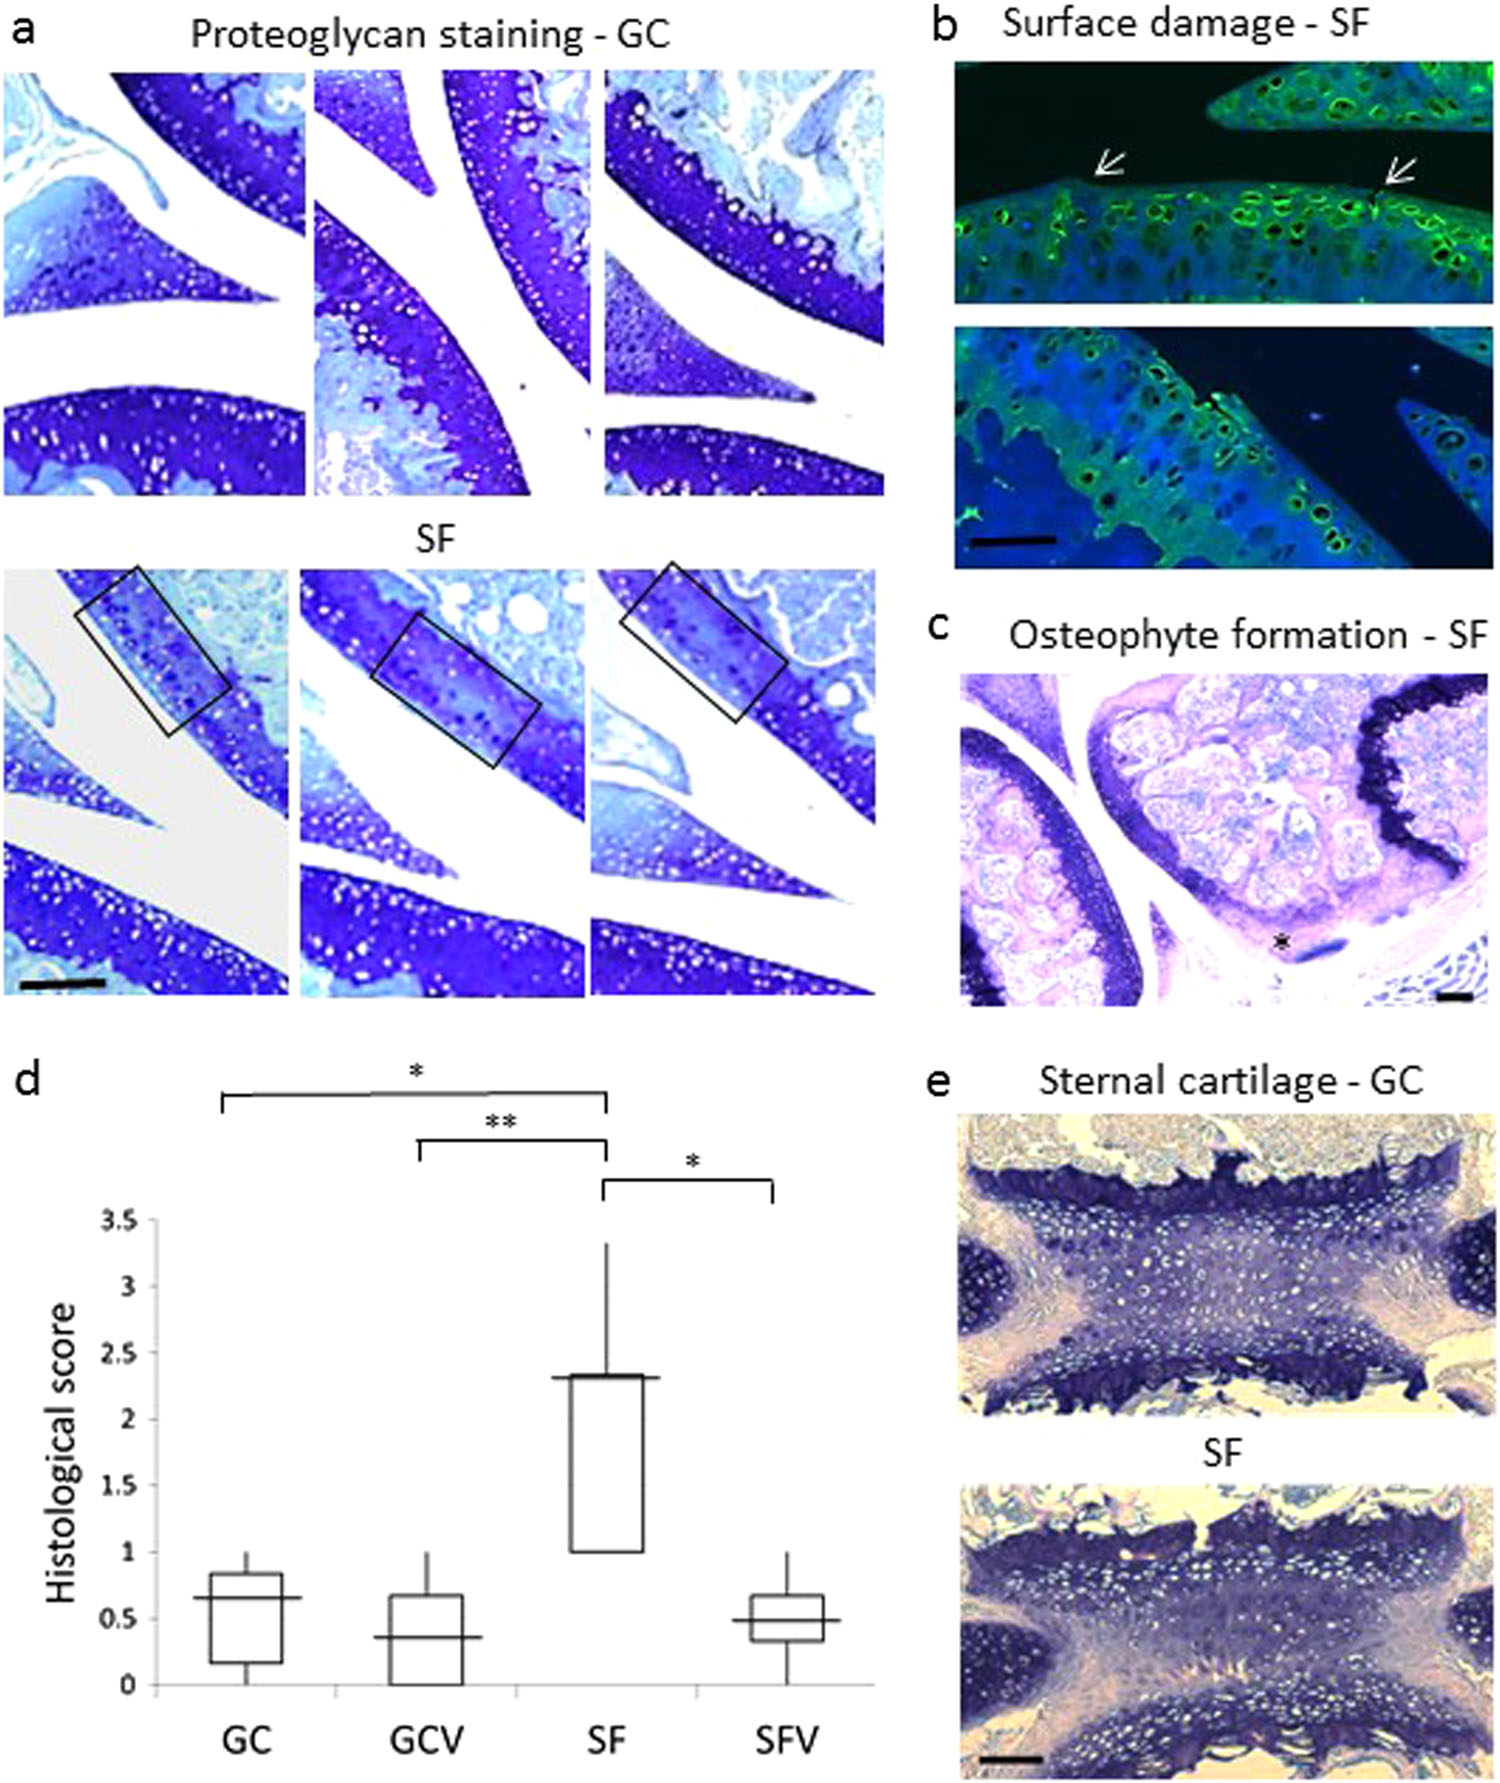 a
Proteoglycan staining - GC
SF
b
Surface damage - SF
c
Osteophyte formation - SF
*
d
*
**
*
Histological score
3.5
3
2.5
2
1.5
1
0.5
0
GC
GCV
SF
SFV
e
Sternal cartilage - GC
SF